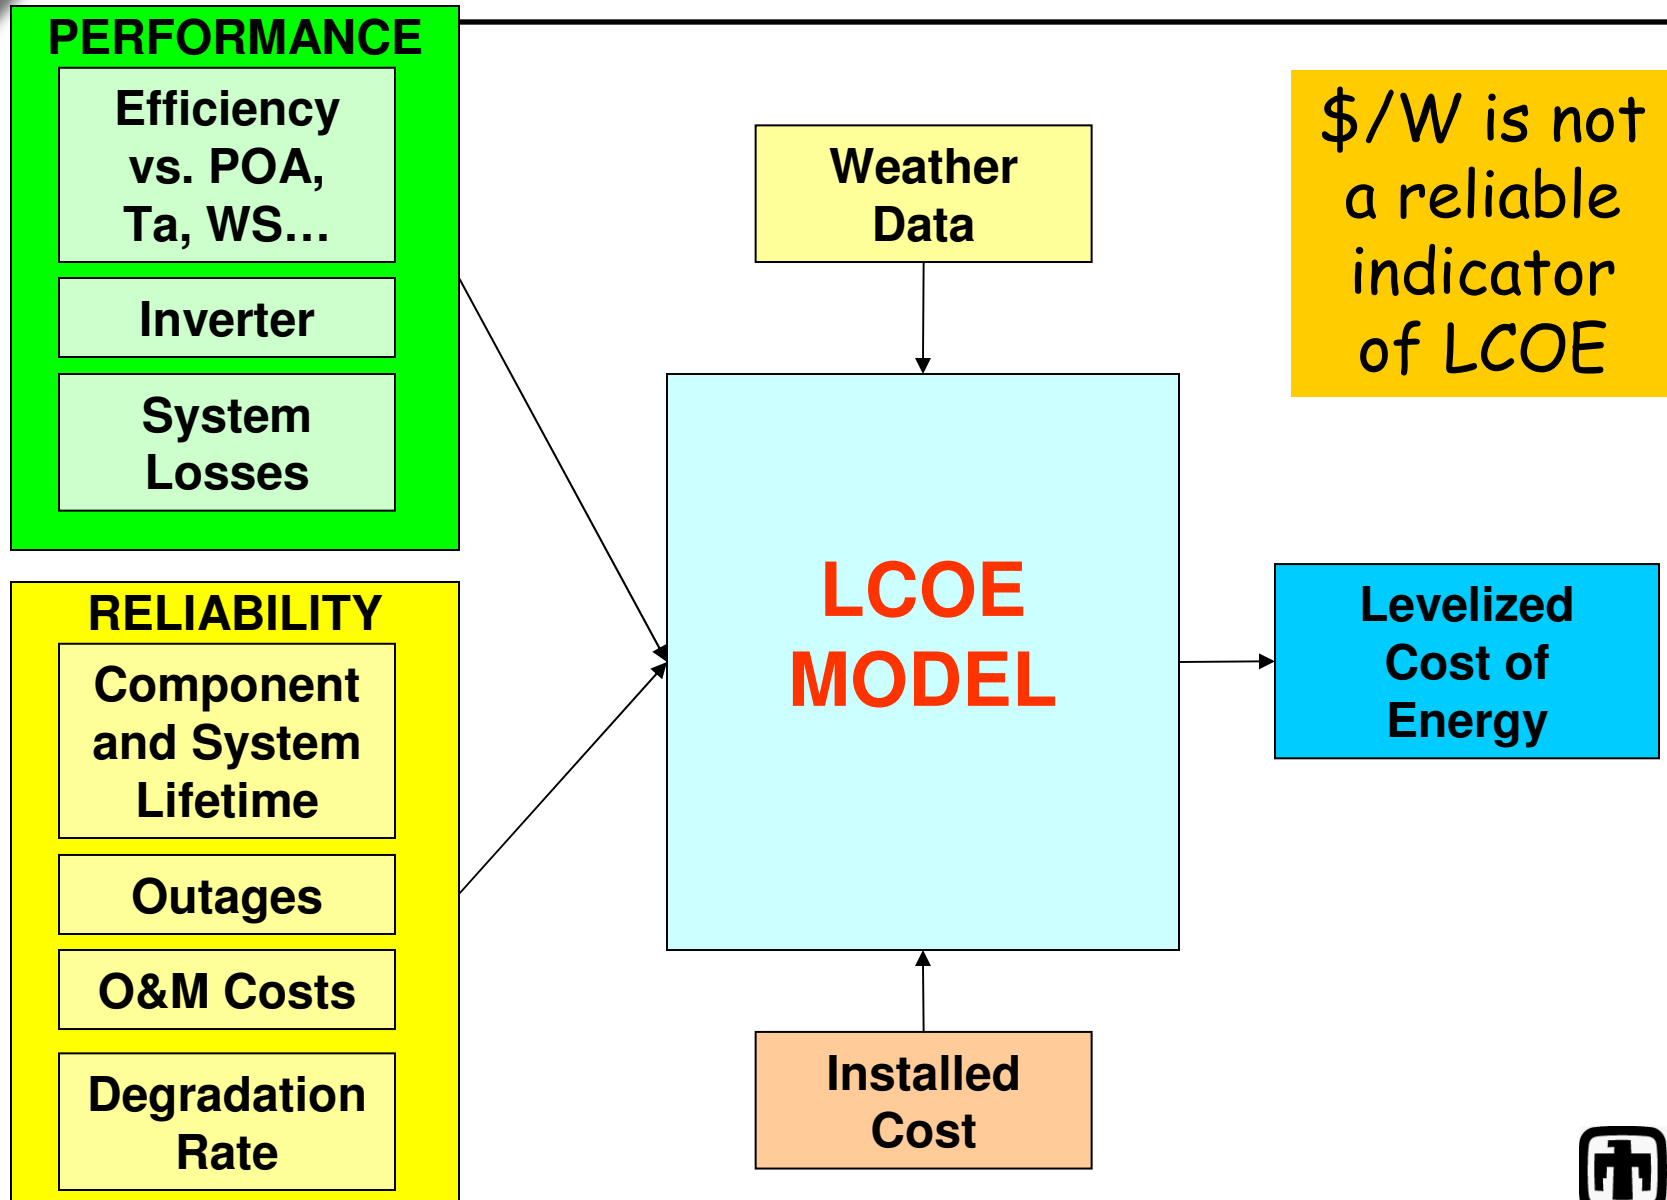 PERFORMANCE
Efficiency
vs. POA,
Ta, WS...
Inverter
System
Losses
RELIABILITY
Component
and System
Lifetime
Outages
O&M Costs
Degradation
Rate
Weather
Data
LCOE
MODEL
Installed
Cost
$/W is not
a reliable
indicator
of LCOE
Levelized
Cost of
Energy